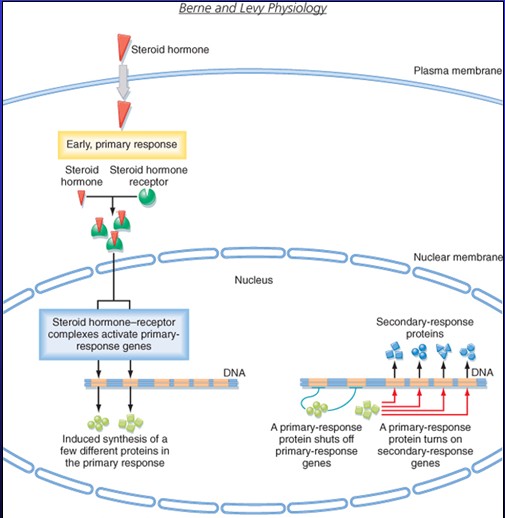 Berne and Levy Physiology
Steroid hormone
Plasma membrane
Early, primary response
Steroid
hormone
Steroid hormone
receptor
Nuclear membrane
Nucleus
Steroid hormone–receptor
complexes activate primary-
response genes
Secondary-response
proteins
DNA
DNA
Induced synthesis of a
few different proteins in
the primary response
A primary-response
protein shuts off
primary-response
genes
A primary-response
protein turns on
secondary-response
genes